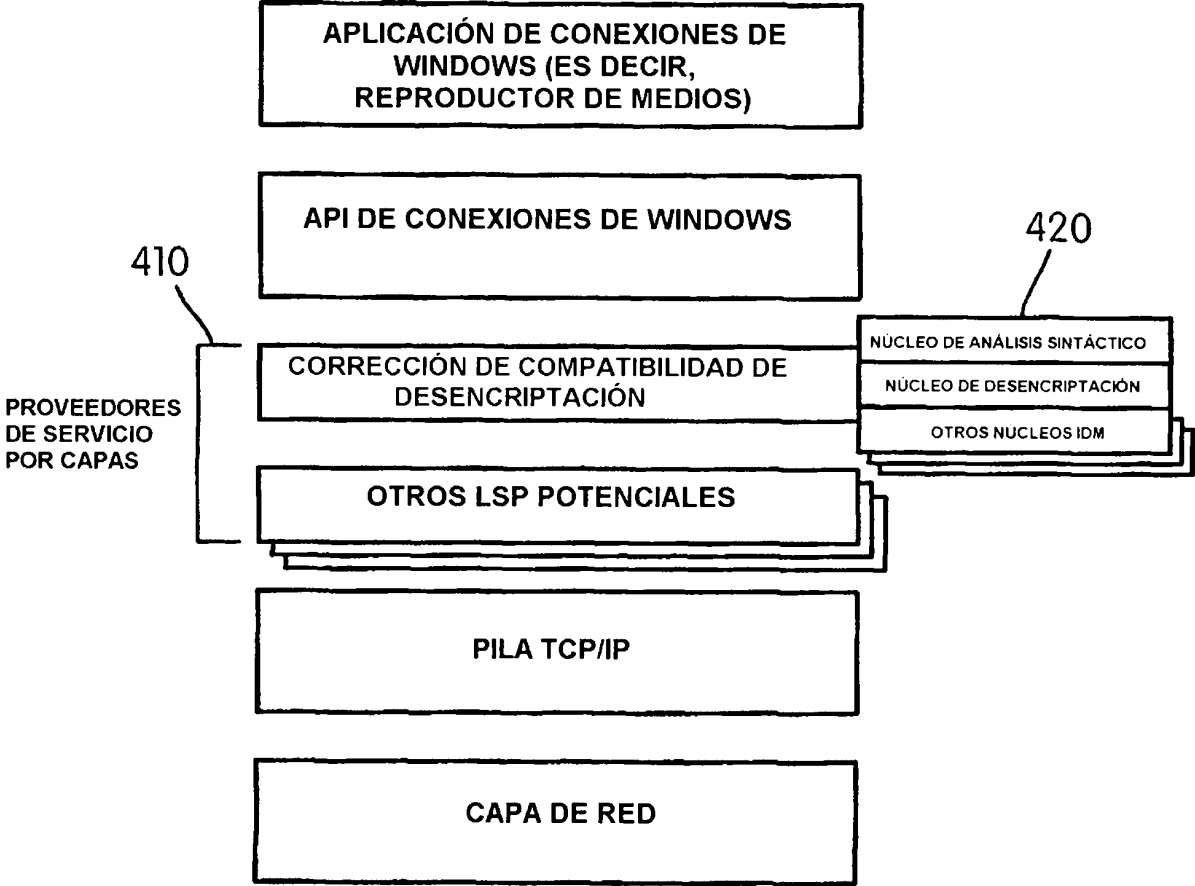 APLICACIÓN DE CONEXIONES DE
WINDOWS (ES DECIR,
REPRODUCTOR DE MEDIOS)
API DE CONEXIONES DE WINDOWS
410
420
PROVEEDORES
DE SERVICIO
POR CAPAS
CORRECCIÓN DE COMPATIBILIDAD DE
DESENCRIPTACIÓN
NÚCLEO DE ANÁLISIS SINTÁCTICO
NÚCLEO DE DESENCRIPTACIÓN
OTROS NUCLEOS IDM
OTROS LSP POTENCIALES
PILA TCP/IP
CAPA DE RED